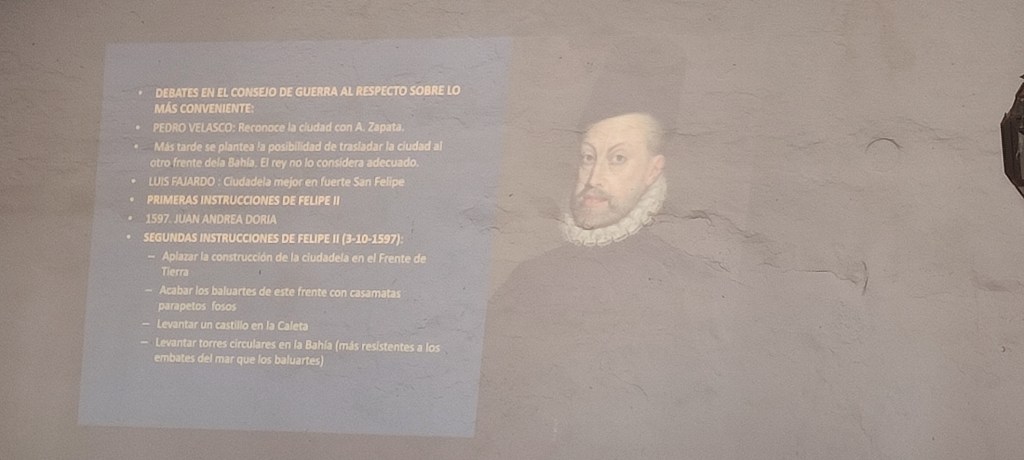 • DEBATES EN EL CONSEJO DE GUERRA AL RESPECTO SOBRE LO
MÁS CONVENIENTE:
• PEDRO VELASCO: Reconoce la ciudad con A. Zapata.
• Más tarde se plantea la posibilidad de trasladar la ciudad al
otro frente dela Bahía. El rey no lo considera adecuado.
• LUIS FAJARDO : Ciudadela mejor en fuerte San Felipe
• PRIMERAS INSTRUCCIONES DE FELIPE II
• 1597. JUAN ANDREA DORIA
• SEGUNDAS INSTRUCCIONES DE FELIPE II (3-10-1597):
– Aplazar la construcción de la ciudadela en el Frente de
Tierra
– Acabar los baluartes de este frente con casamatas
parapetos fosos
– Levantar un castillo en la Caleta
– Levantar torres circulares en la Bahía (más resistentes a los
embates del mar que los baluartes)